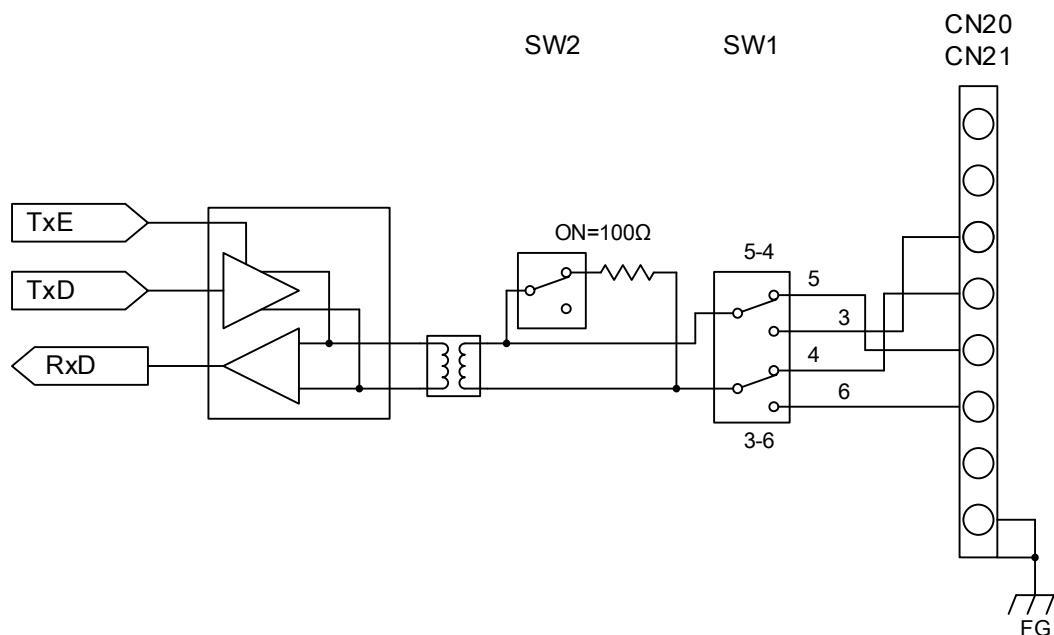 CN20
CN21
SW2
SW1
TxE
TxD
RxD
ON=100Ω
5-4
5
3
4
6
3-6
FG